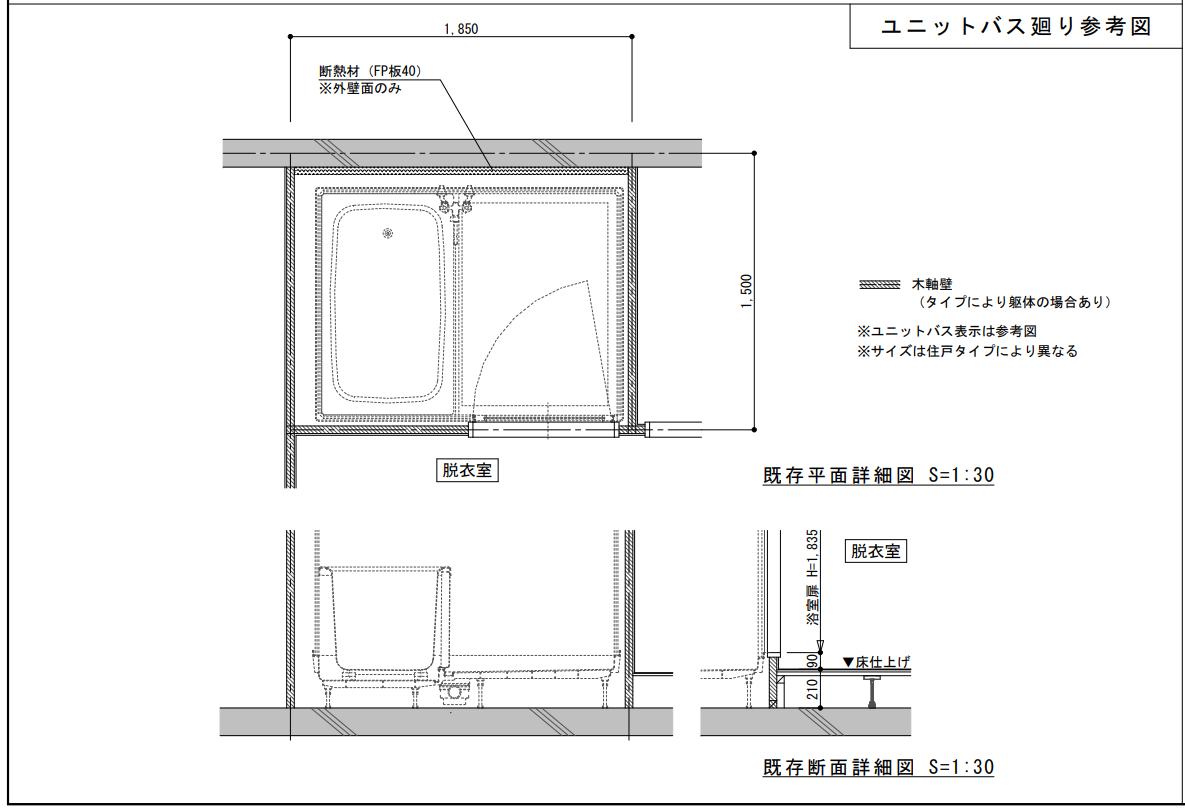 ユニットバス廻り参考図
1,850
断熱材（FP板40）
※外壁面のみ
1,500
木軸壁
（タイプにより躯体の場合あり）
※ユニットバス表示は参考図
※サイズは住戸タイプにより異なる
脱衣室
既存平面詳細図 S=1:30
浴室扉 H=1,835
脱衣室
90
▼床仕上げ
210
既存断面詳細図 S=1:30